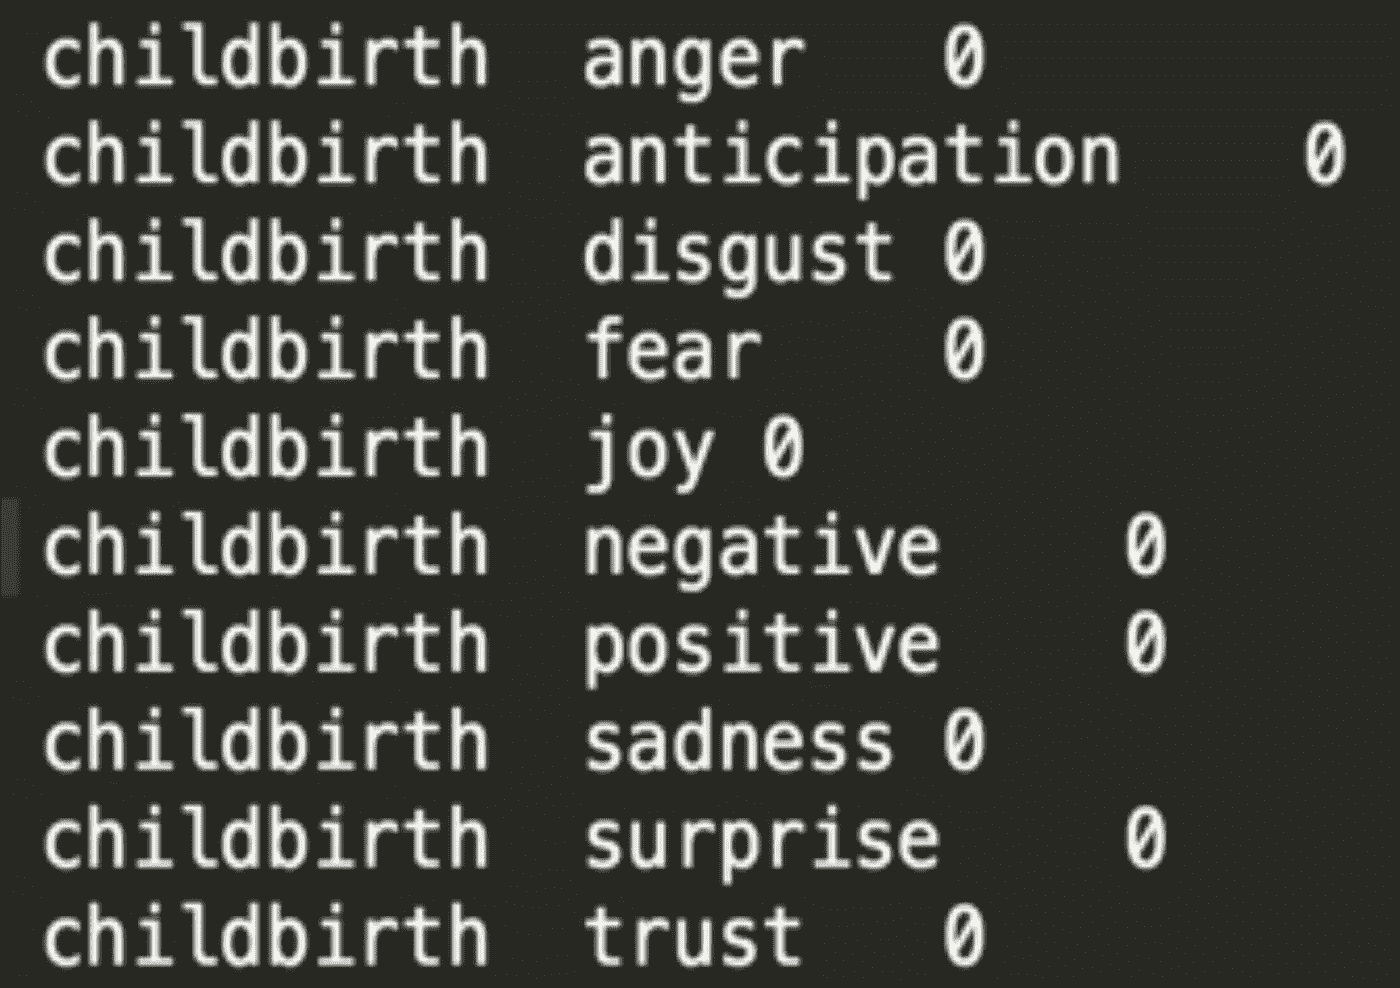 childbirth anger 0
childbirth anticipation 0
childbirth disgust 0
childbirth fear 0
childbirth joy 0
childbirth negative 0
childbirth positive 0
childbirth sadness 0
childbirth surprise 0
childbirth trust 0